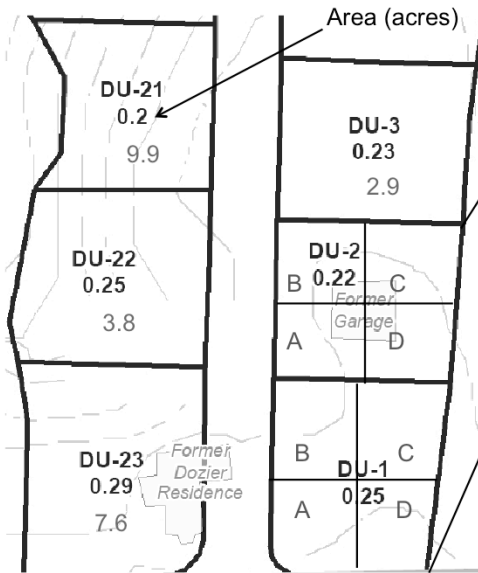 Area (acres)
DU-21
0.2
9.9
DU-3
0.23
2.9
DU-22
0.25
3.8
DU-2
B 0.22 C
Former
Garage
A D
DU-23
0.29
7.6
Former
Dozier
Residence
B C
DU-1
0.25
A D